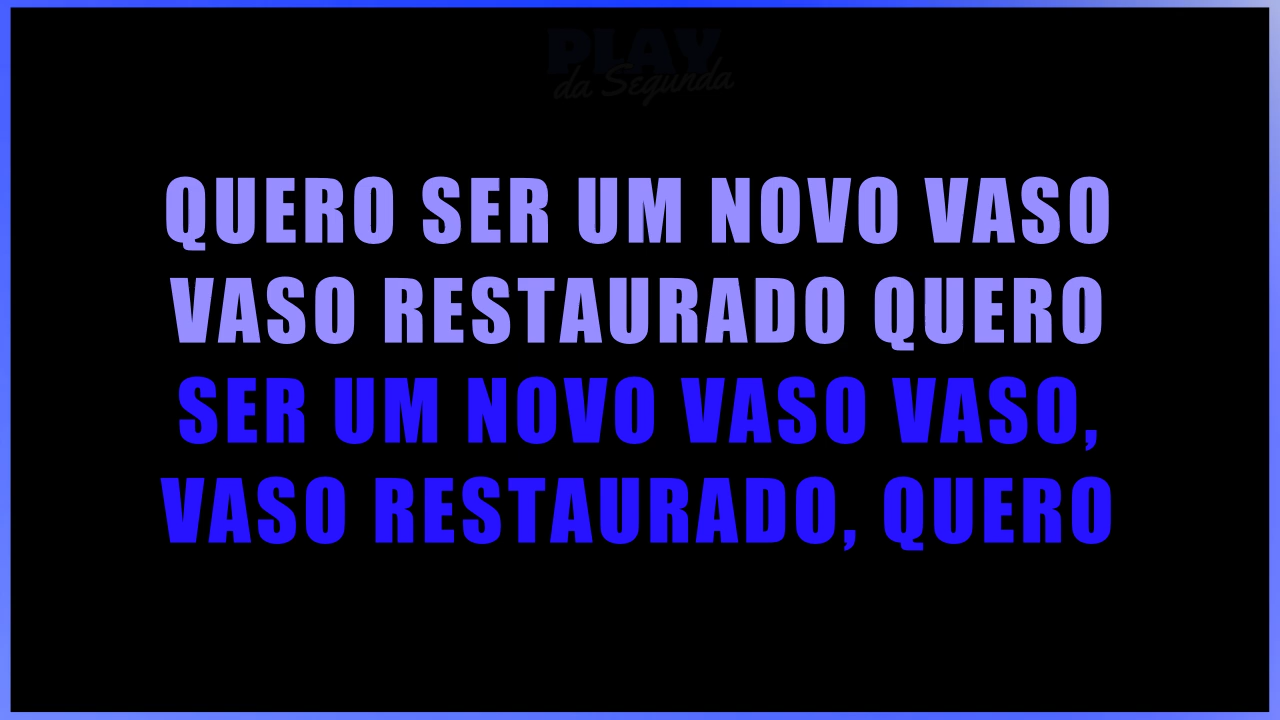 PLAY
da Segunda
QUERO SER UM NOVO VASO
VASO RESTAURADO QUERO
SER UM NOVO VASO VASO,
VASO RESTAURADO, QUERO